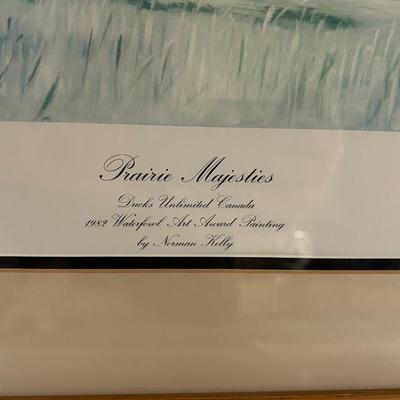 Prairie Majesties
Ducks Unlimited Canada
1982 Waterfowl Art Award Painting
by Norman Kelly